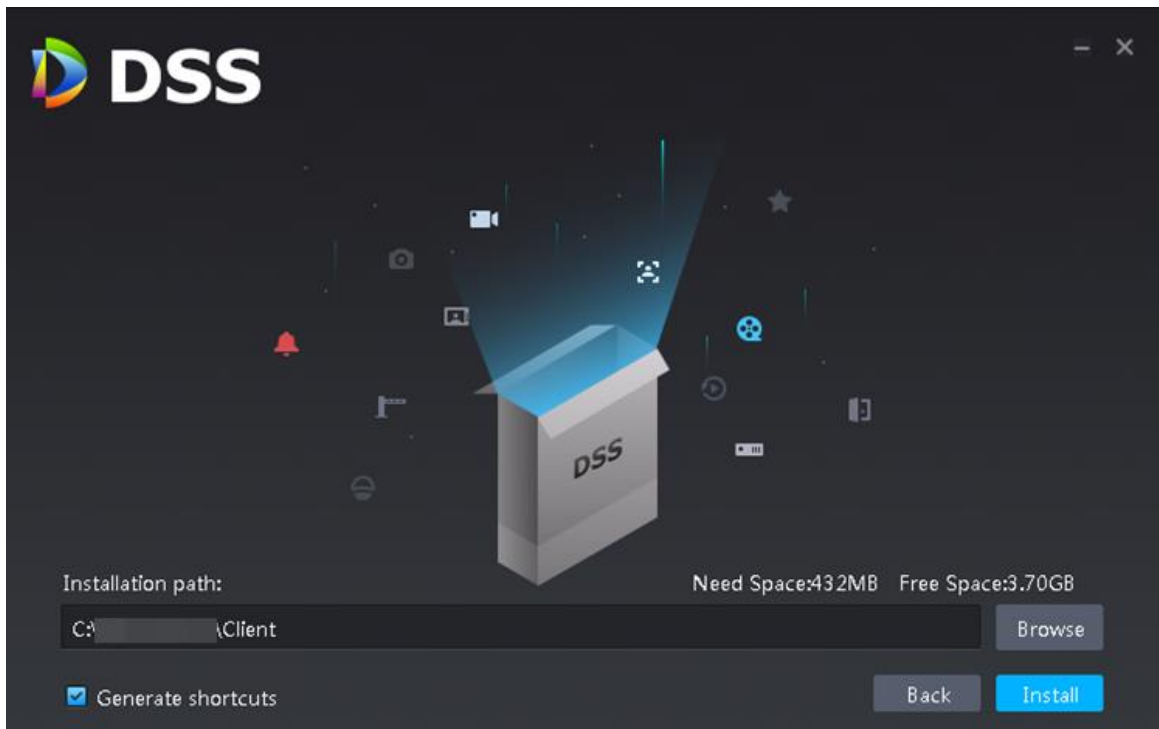 DSS
DSS
Installation path:
Need Space:432MB Free Space:3.70GB
C:\ \Client
Browse
Generate shortcuts
Back
Install